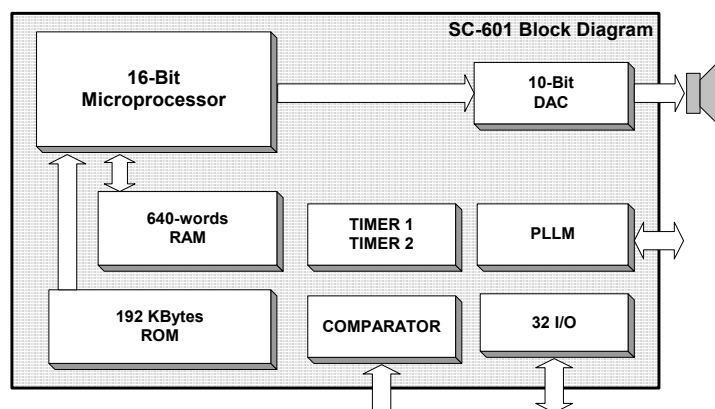 SC-601 Block Diagram
16-Bit
Microprocessor
10-Bit
DAC
640-words
RAM
TIMER 1
TIMER 2
PLLM
192 KBytes
ROM
COMPARATOR
32 I/O